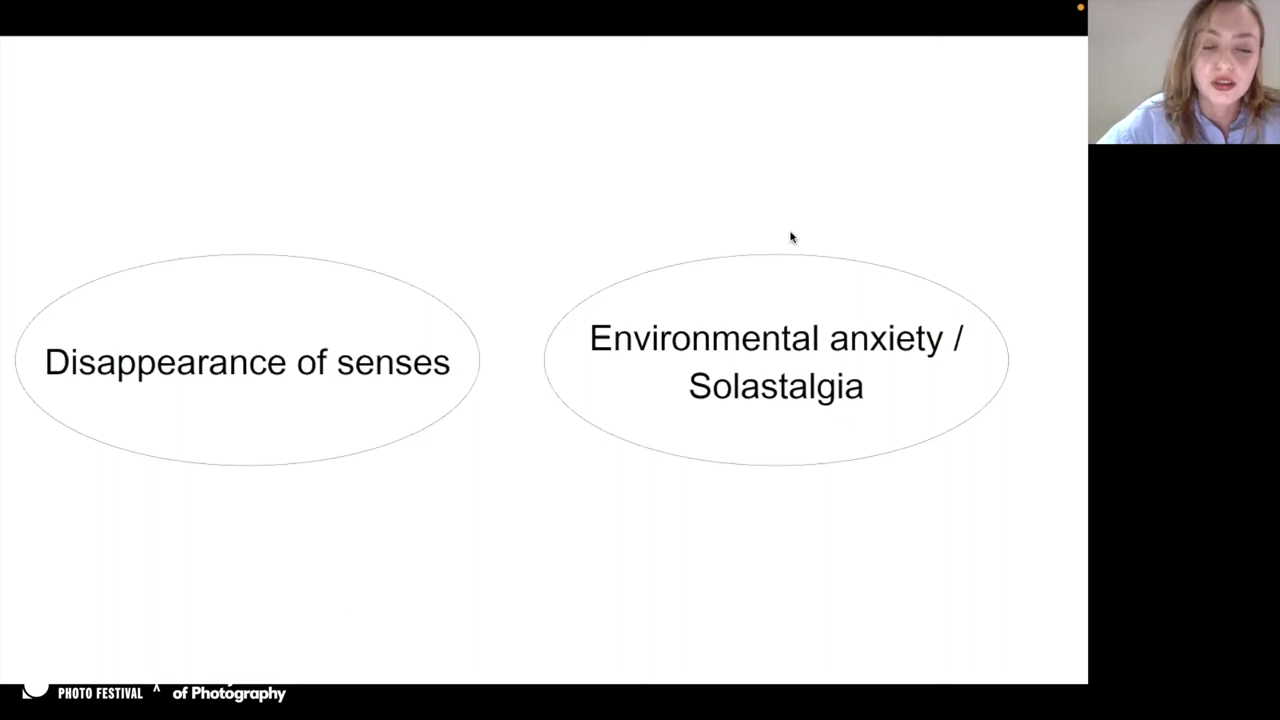 Disappearance of senses
Environmental anxiety /
Solastalgia
PHOTO FESTIVAL
of Photography